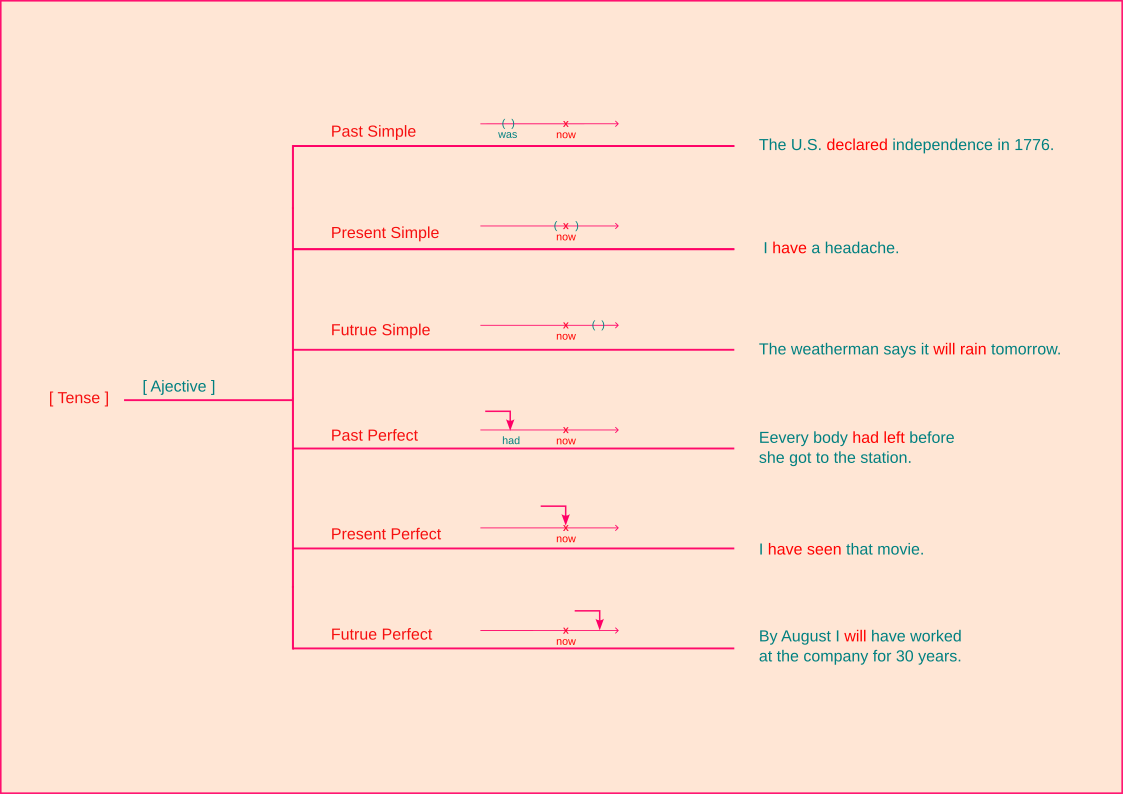 Past Simple
( )
x
was
now
The U.S. declared independence in 1776.
Present Simple
( x )
now
I have a headache.
Futrue Simple
x
( )
now
The weatherman says it will rain tomorrow.
[ Tense ]
[ Ajective ]
Past Perfect
x
had
now
Eevery body had left before
she got to the station.
Present Perfect
x
now
I have seen that movie.
Futrue Perfect
x
now
By August I will have worked
at the company for 30 years.